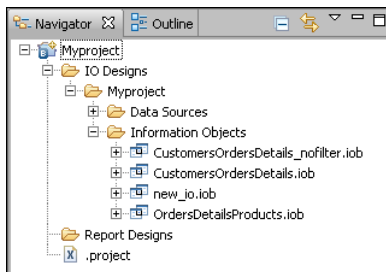 Navigator Outline
Myproject
IO Designs
Myproject
Data Sources
Information Objects
CustomersOrdersDetails_nofilter.iob
CustomersOrdersDetails.iob
new_io.iob
OrdersDetailsProducts.iob
Report Designs
.project